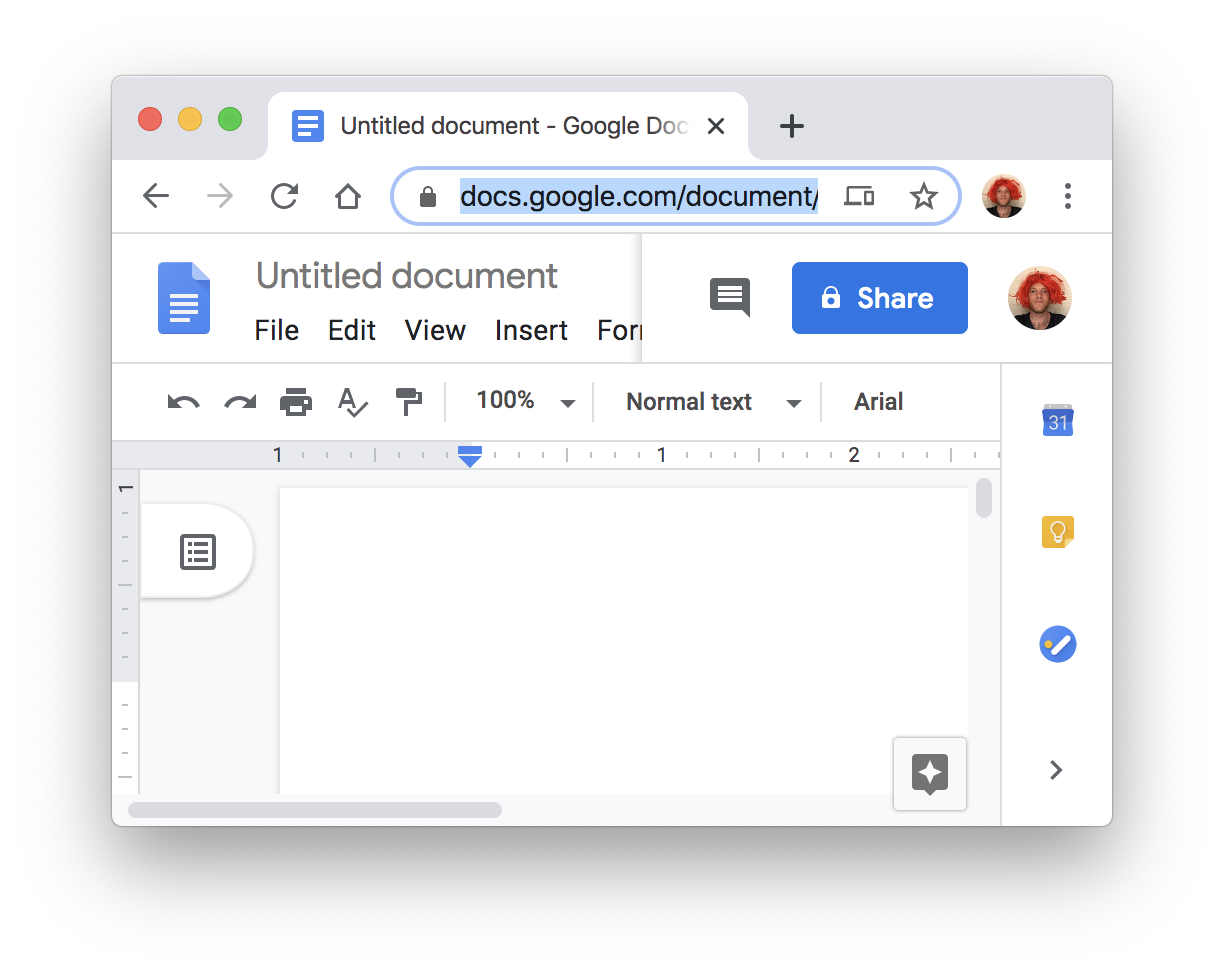 Untitled document - Google Doc
docs.google.com/document/
Untitled document
File Edit View Insert For
Share
100% Normal text Arial
1 1 2
1
31